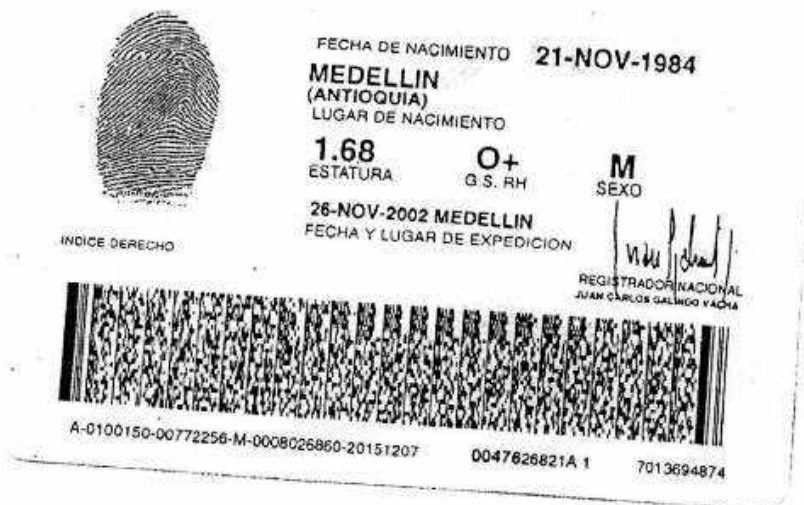 FECHA DE NACIMIENTO 21-NOV-1984
MEDELLIN
(ANTIOQUIA)
LUGAR DE NACIMIENTO
1.68 O+ M
ESTATURA G.S. RH SEXO
26-NOV-2002 MEDELLIN
FECHA Y LUGAR DE EXPEDICION
INDICE DERECHO
REGISTRADOR NACIONAL
JUAN CARLOS GALINDO VACHA
A-0100150-00772256-M-0008026860-20151207 0047626821A 1 7013694874